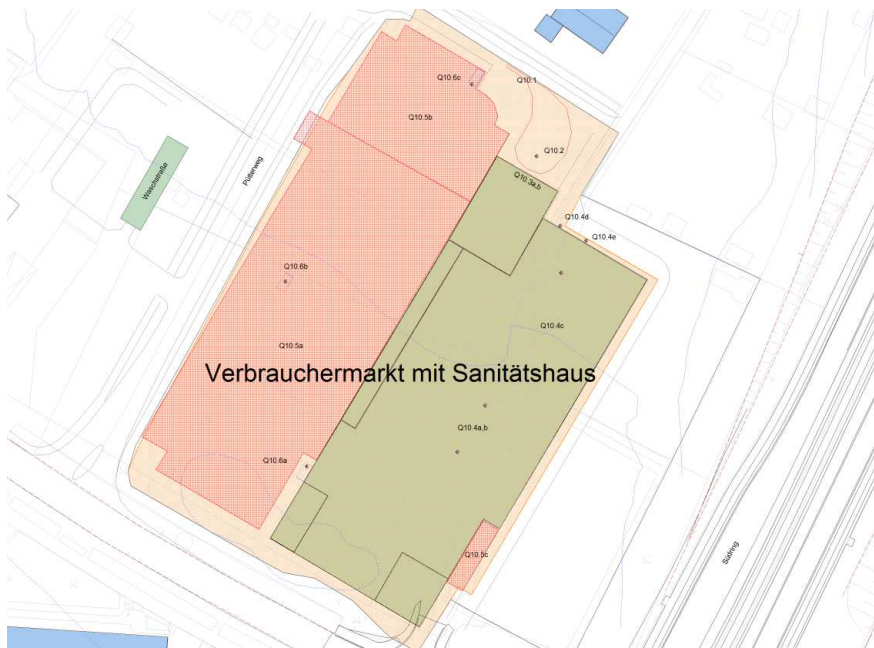 Q10.6c
Q10.1
Q10.5b
Q10.2
Waschstraße
Pütterweg
Q10.3a,b
Q10.4d
Q10.4e
Q10.6b
Q10.4c
Q10.5a
Verbrauchermarkt mit Sanitätshaus
Q10.4a,b
Q10.6a
Q10.5c
Südring